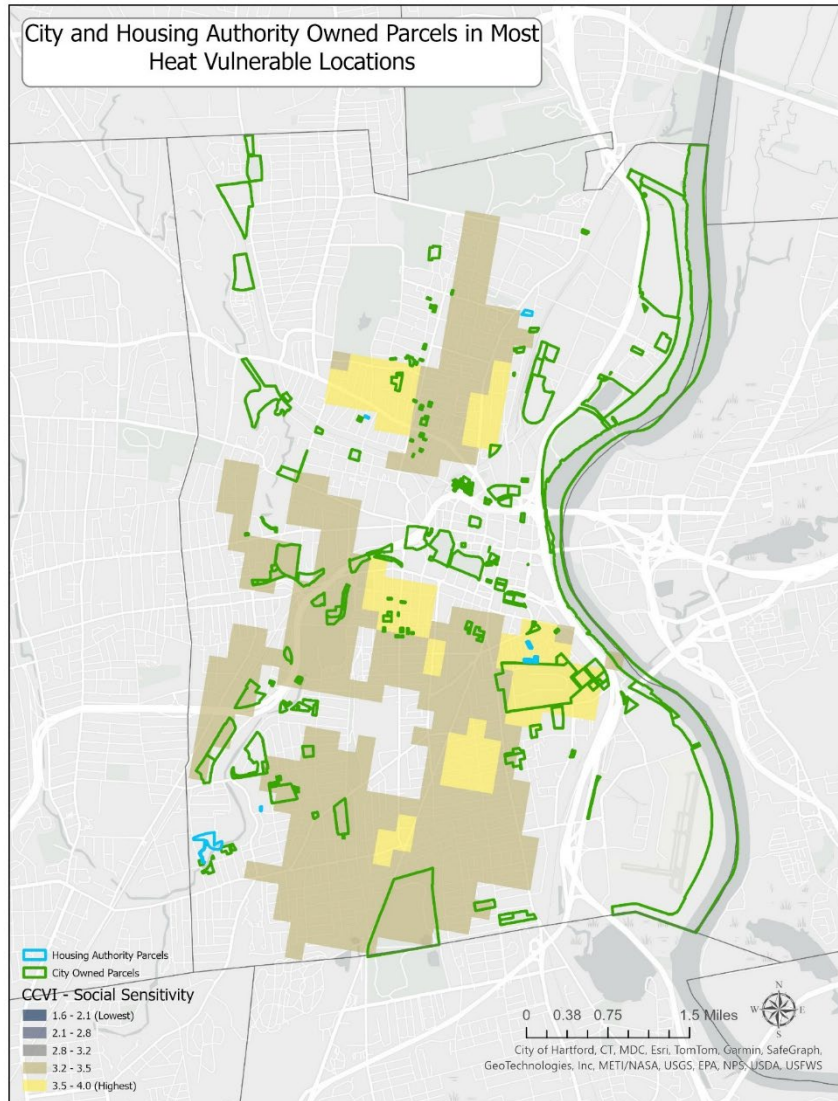 City and Housing Authority Owned Parcels in Most
Heat Vulnerable Locations
Housing Authority Parcels
City Owned Parcels
CCVI - Social Sensitivity
1.6 - 2.1 (Lowest)
2.1 - 2.8
2.8 - 3.2
3.2 - 3.5
3.5 - 4.0 (Highest)
0 0.38 0.75 1.5 Miles
N
W E
S
City of Hartford, CT, MDC, Esri, TomTom, Garmin, SafeGraph,
GeoTechnologies, Inc, METI/NASA, USGS, EPA, NPS, USDA, USFWS